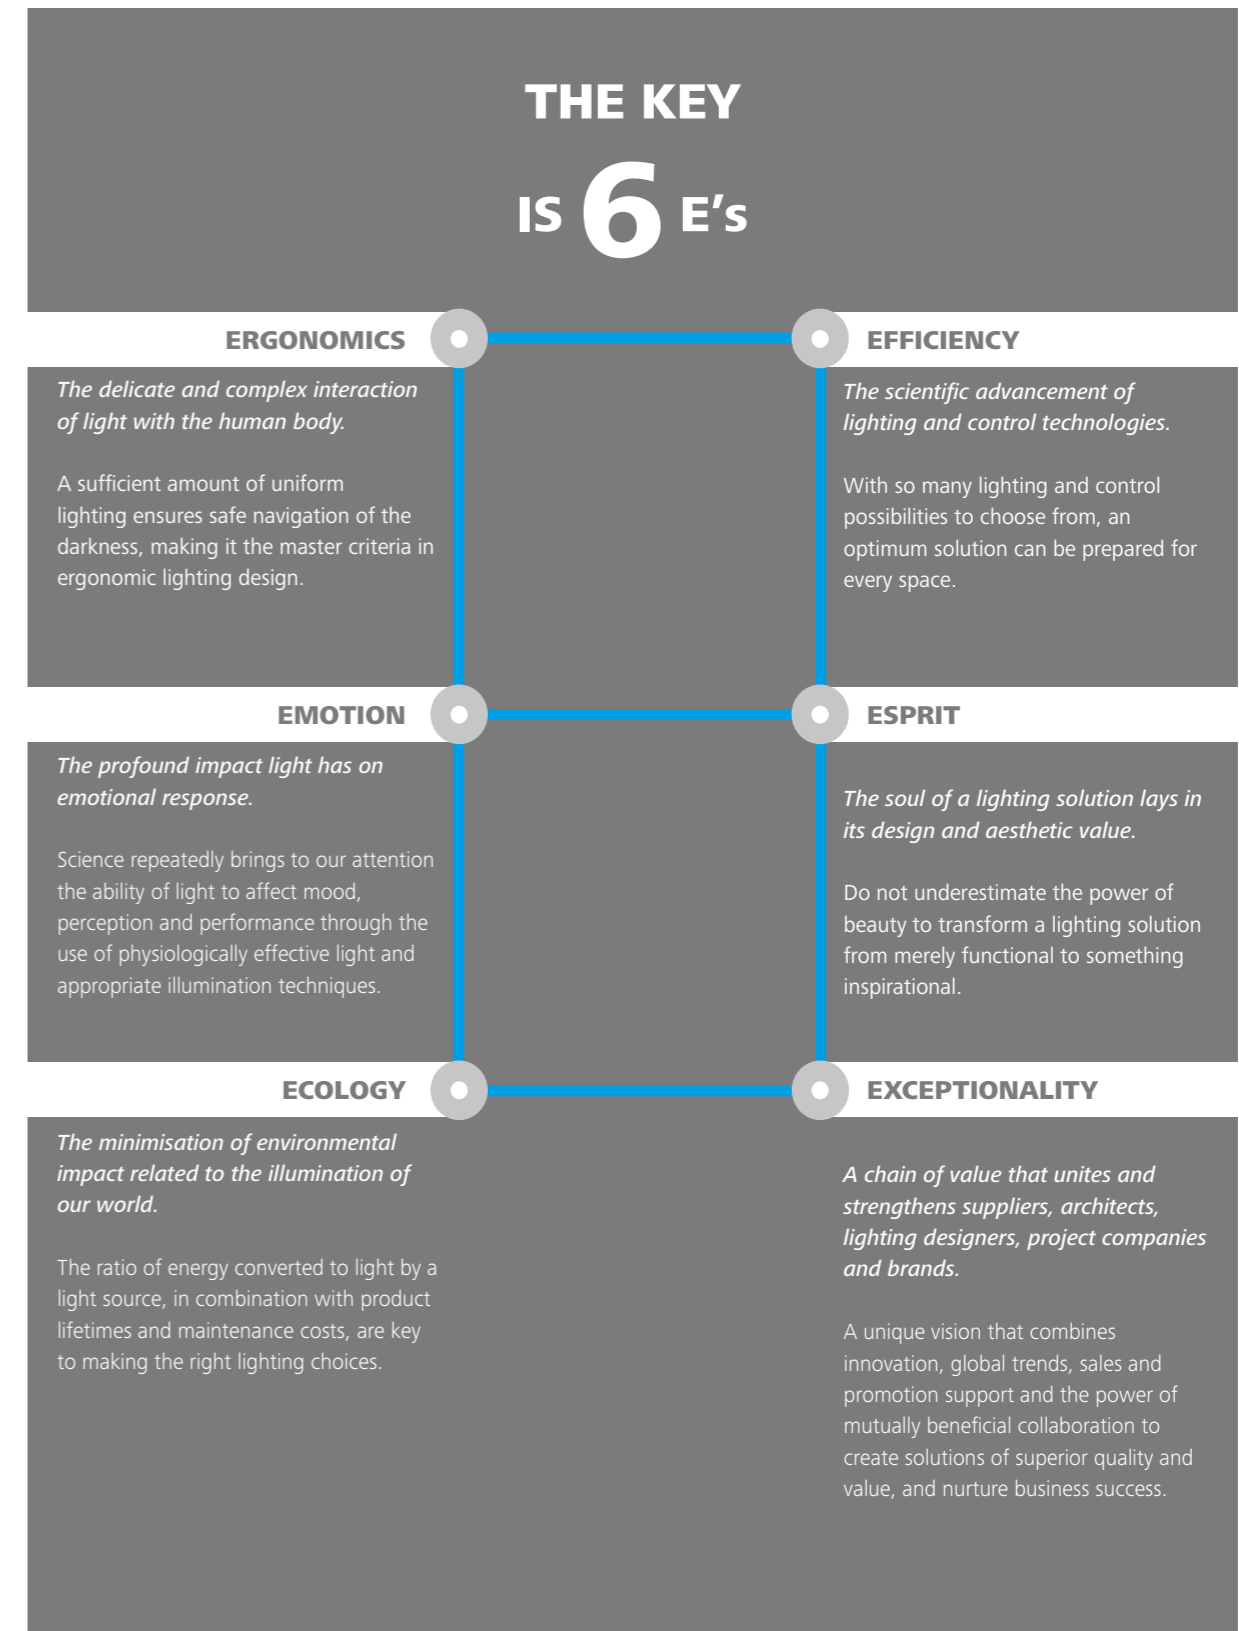 THE KEY
IS 6 E’s
ERGONOMICS
The delicate and complex interaction
of light with the human body.
A sufficient amount of uniform
lighting ensures safe navigation of the
darkness, making it the master criteria in
ergonomic lighting design.
EFFICIENCY
The scientific advancement of
lighting and control technologies.
With so many lighting and control
possibilities to choose from, an
optimum solution can be prepared for
every space.
EMOTION
The profound impact light has on
emotional response.
Science repeatedly brings to our attention
the ability of light to affect mood,
perception and performance through the
use of physiologically effective light and
appropriate illumination techniques.
ESPRIT
The soul of a lighting solution lays in
its design and aesthetic value.
Do not underestimate the power of
beauty to transform a lighting solution
from merely functional to something
inspirational.
ECOLOGY
The minimisation of environmental
impact related to the illumination of
our world.
The ratio of energy converted to light by a
light source, in combination with product
lifetimes and maintenance costs, are key
to making the right lighting choices.
EXCEPTIONALITY
A chain of value that unites and
strengthens suppliers, architects,
lighting designers, project companies
and brands.
A unique vision that combines
innovation, global trends, sales and
promotion support and the power of
mutually beneficial collaboration to
create solutions of superior quality and
value, and nurture business success.